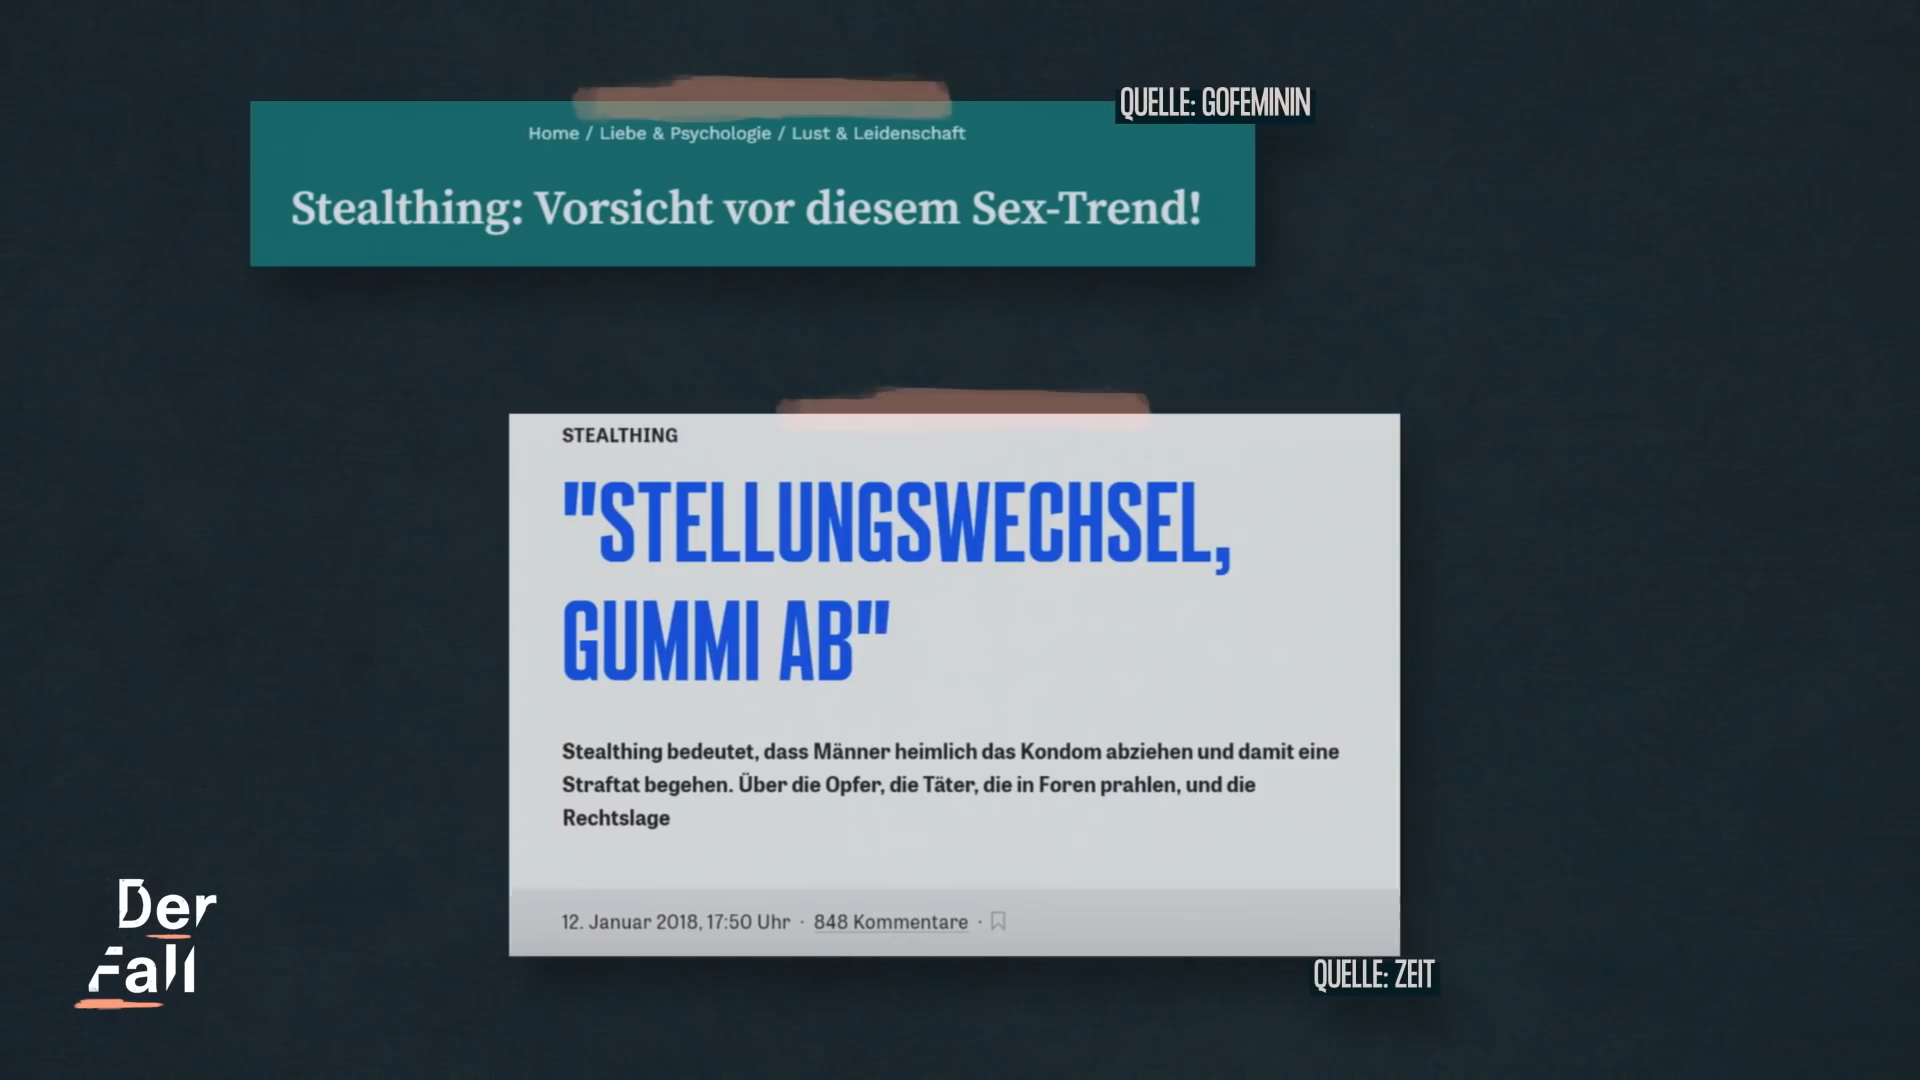 QUELLE: GOFEMININ
Home / Liebe & Psychologie / Lust & Leidenschaft
Stealthing: Vorsicht vor diesem Sex-Trend!
STEALTHING
"STELLUNGSWECHSEL,
GUMMI AB"
Stealthing bedeutet, dass Männer heimlich das Kondom abziehen und damit eine
Straftat begehen. Über die Opfer, die Täter, die in Foren prahlen, und die
Rechtslage
12. Januar 2018, 17:50 Uhr · 848 Kommentare ·
QUELLE: ZEIT
Der
Fall